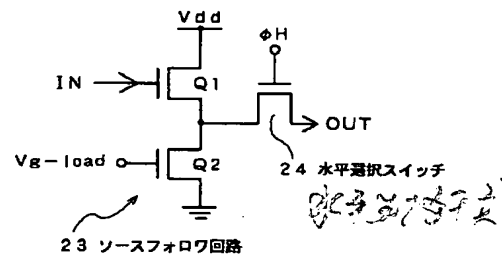 Vdd
φH
IN
Q1
OUT
Vg-load
Q2
24 水平選択スイッチ
23 ソースフォロワ回路